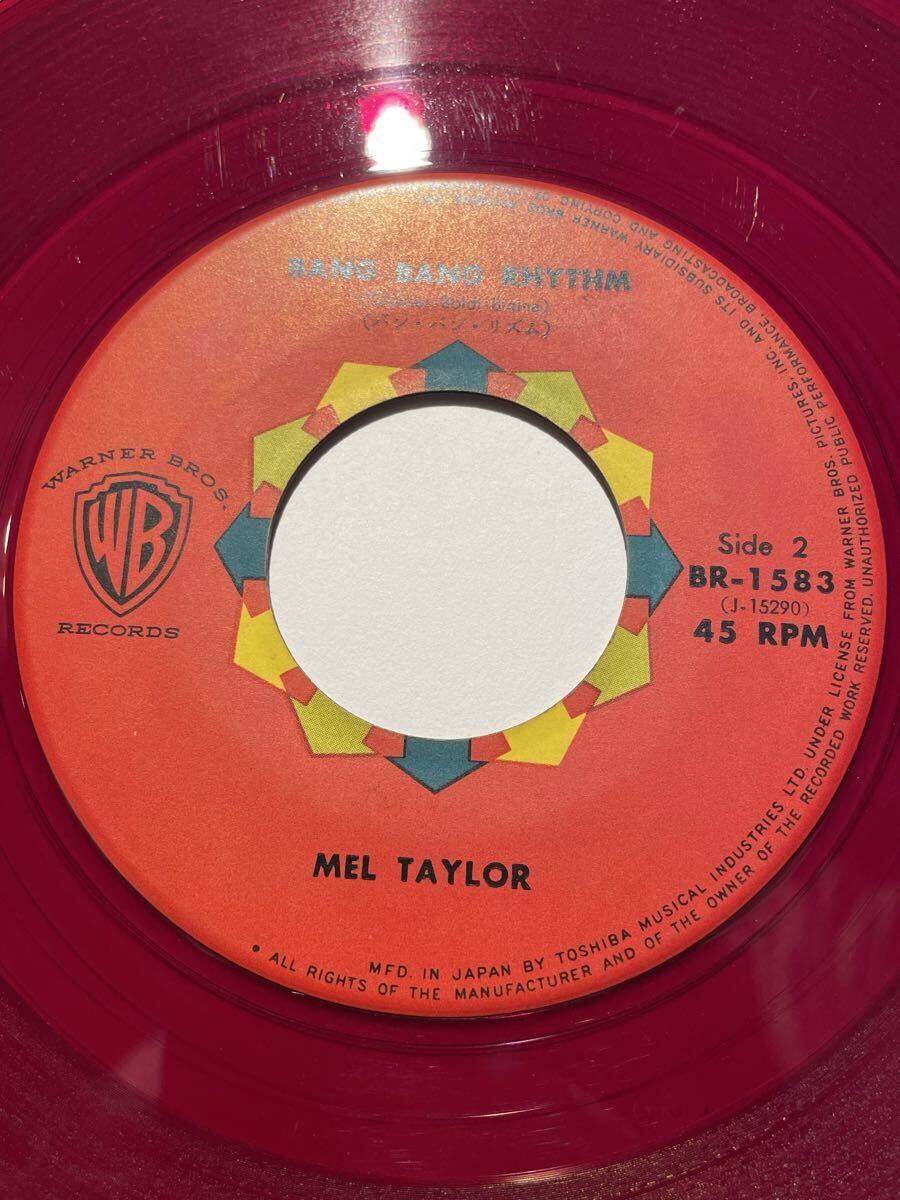 BANG BANG RHYTHM
(バン・バン・リズム)
WARNER BROS.
WB
RECORDS
Side 2
BR-1583
(J-15290)
45 RPM
MEL TAYLOR
MFD. IN JAPAN BY TOSHIBA MUSICAL INDUSTRIES LTD. UNDER LICENSE FROM WARNER BROS. PICTURES, INC. AND ITS SUBSIDIARY WARNER BROS RECORDS
• ALL RIGHTS OF THE MANUFACTURER AND OF THE OWNER OF THE RECORDED WORK RESERVED. UNAUTHORIZED PUBLIC PERFORMANCE, BROADCASTING AND COPYING OF